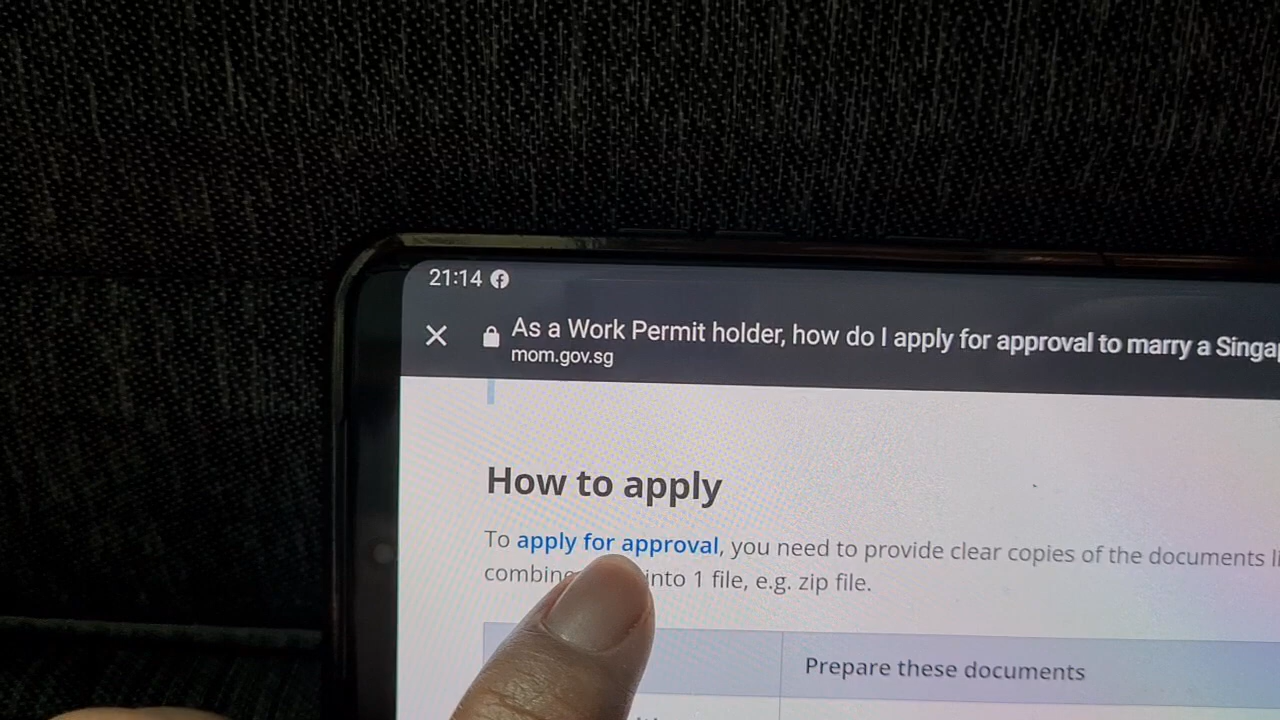 21:14
As a Work Permit holder, how do I apply for approval to marry a Singa
mom.gov.sg
How to apply
To apply for approval, you need to provide clear copies of the documents
into 1 file, e.g. zip file.
Prepare these documents